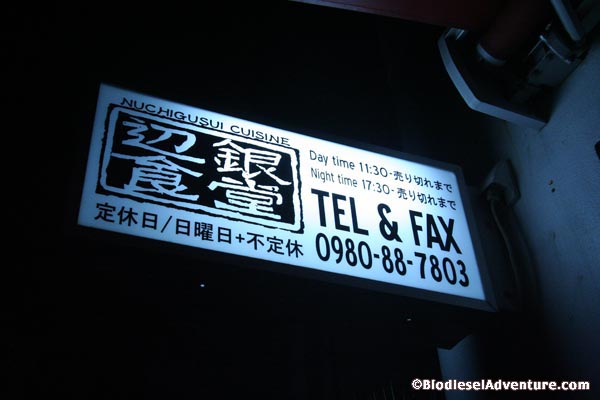 NUCHIGUSUI CUISINE
辺銀
食堂
定休日/日曜日+不定休
Day time 11:30-売り切れまで
Night time 17:30-売り切れまで
TEL & FAX
0980-88-7803
©BiodieselAdventure.com